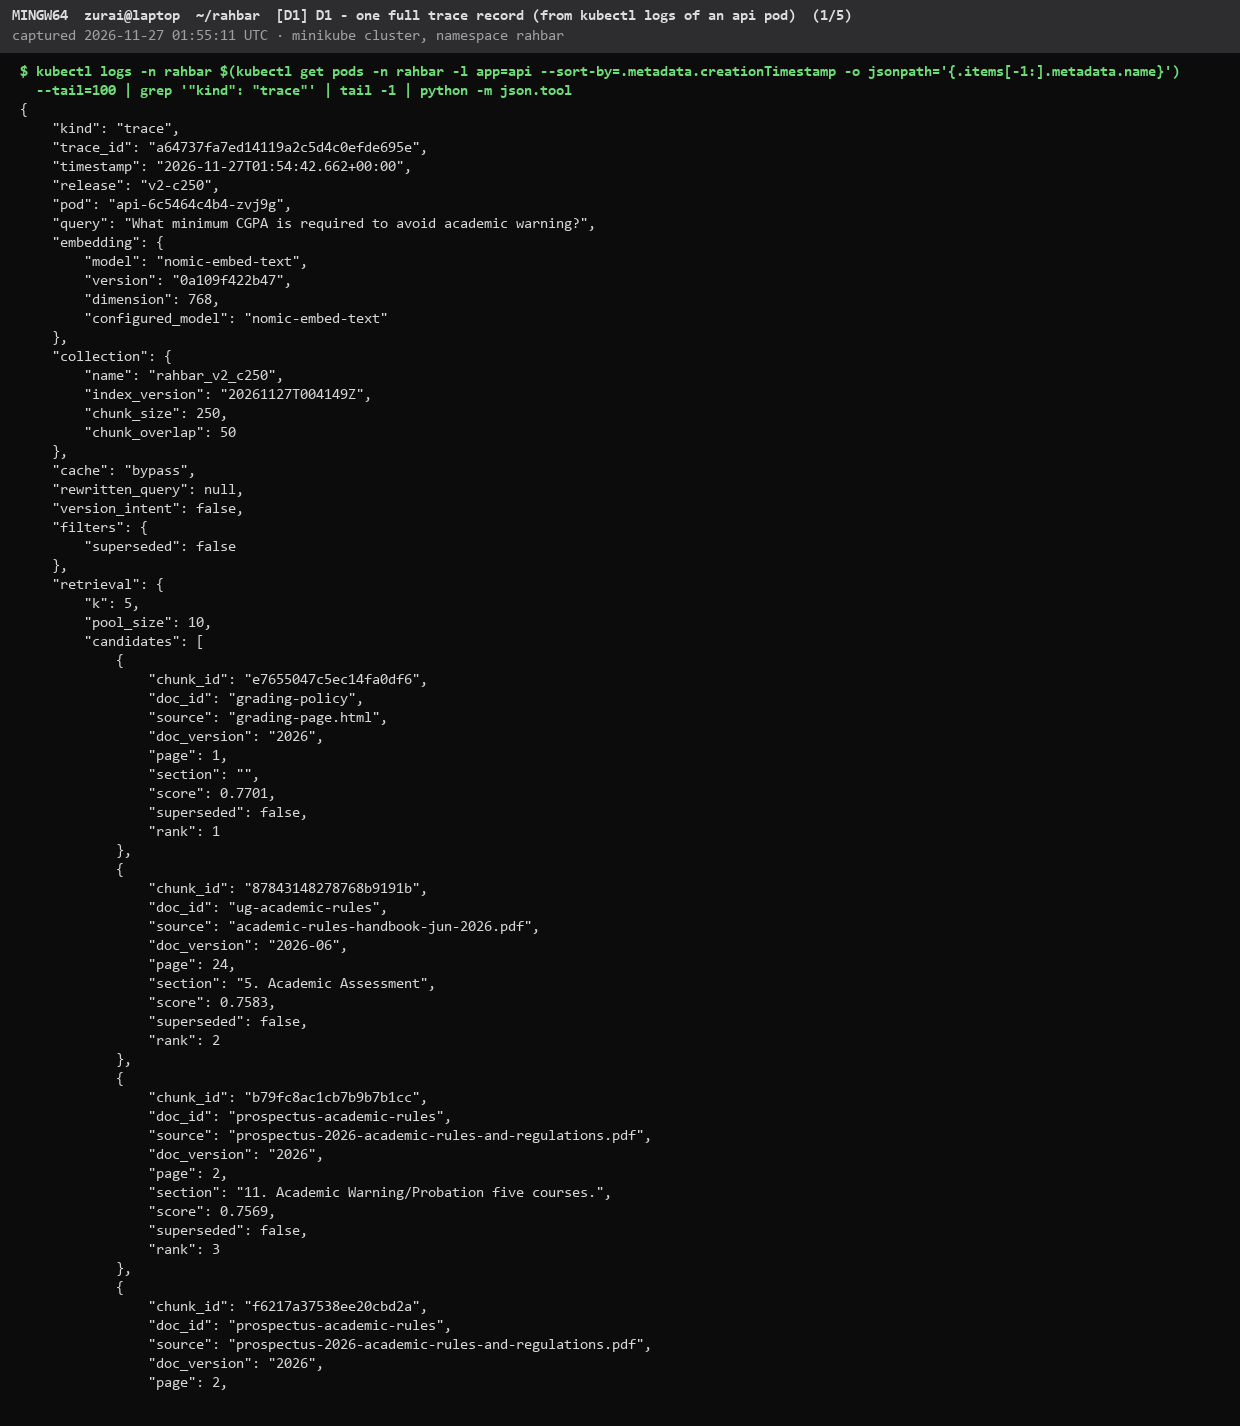 MINGW64  zurai@laptop  ~/rahbar  [D1] D1 - one full trace record (from kubectl logs of an api pod)  (1/5)
captured 2026-11-27 01:55:11 UTC · minikube cluster, namespace rahbar
$ kubectl logs -n rahbar $(kubectl get pods -n rahbar -l app=api --sort-by=.metadata.creationTimestamp -o jsonpath='{.items[-1:].metadata.name}')
  --tail=100 | grep '"kind": "trace"' | tail -1 | python -m json.tool
{
    "kind": "trace",
    "trace_id": "a64737fa7ed14119a2c5d4c0efde695e",
    "timestamp": "2026-11-27T01:54:42.662+00:00",
    "release": "v2-c250",
    "pod": "api-6c5464c4b4-zvj9g",
    "query": "What minimum CGPA is required to avoid academic warning?",
    "embedding": {
        "model": "nomic-embed-text",
        "version": "0a109f422b47",
        "dimension": 768,
        "configured_model": "nomic-embed-text"
    },
    "collection": {
        "name": "rahbar_v2_c250",
        "index_version": "20261127T004149Z",
        "chunk_size": 250,
        "chunk_overlap": 50
    },
    "cache": "bypass",
    "rewritten_query": null,
    "version_intent": false,
    "filters": {
        "superseded": false
    },
    "retrieval": {
        "k": 5,
        "pool_size": 10,
        "candidates": [
            {
                "chunk_id": "e7655047c5ec14fa0df6",
                "doc_id": "grading-policy",
                "source": "grading-page.html",
                "doc_version": "2026",
                "page": 1,
                "section": "",
                "score": 0.7701,
                "superseded": false,
                "rank": 1
            },
            {
                "chunk_id": "87843148278768b9191b",
                "doc_id": "ug-academic-rules",
                "source": "academic-rules-handbook-jun-2026.pdf",
                "doc_version": "2026-06",
                "page": 24,
                "section": "5. Academic Assessment",
                "score": 0.7583,
                "superseded": false,
                "rank": 2
            },
            {
                "chunk_id": "b79fc8ac1cb7b9b7b1cc",
                "doc_id": "prospectus-academic-rules",
                "source": "prospectus-2026-academic-rules-and-regulations.pdf",
                "doc_version": "2026",
                "page": 2,
                "section": "11. Academic Warning/Probation five courses.",
                "score": 0.7569,
                "superseded": false,
                "rank": 3
            },
            {
                "chunk_id": "f6217a37538ee20cbd2a",
                "doc_id": "prospectus-academic-rules",
                "source": "prospectus-2026-academic-rules-and-regulations.pdf",
                "doc_version": "2026",
                "page": 2,